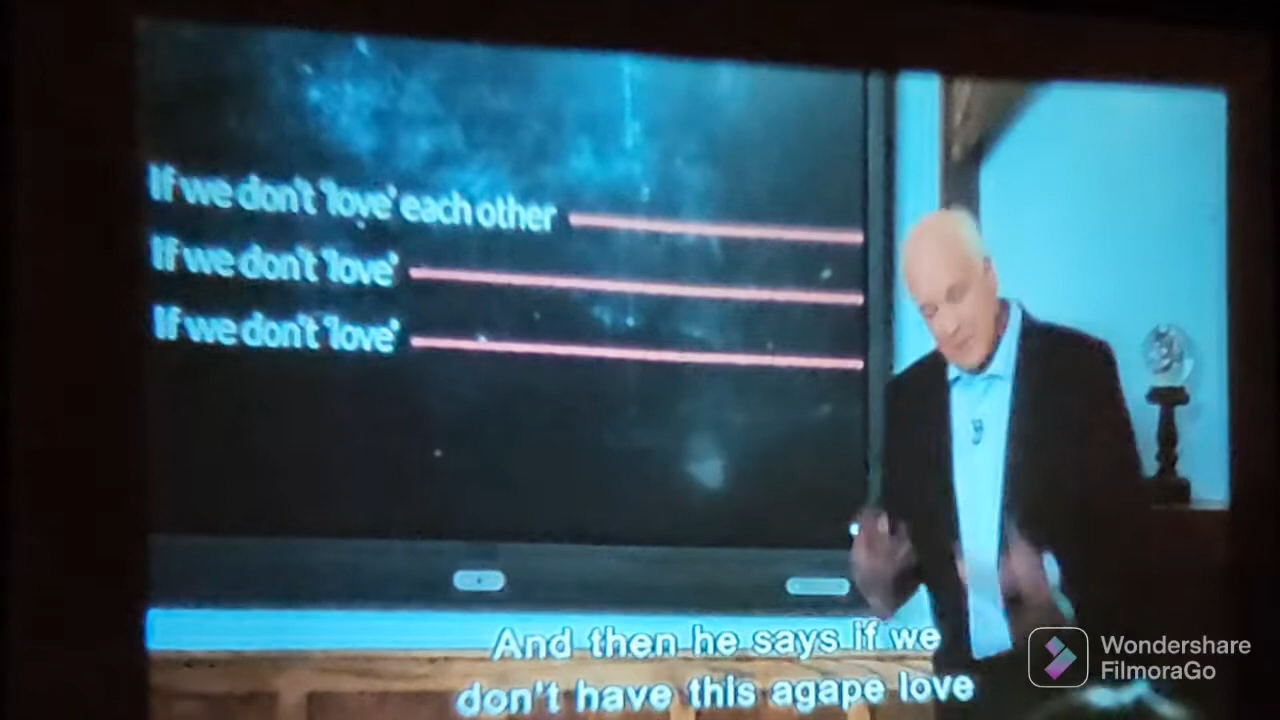 If we don't 'love' each other
If we don't 'love'
If we don't 'love'
And then he says if we
don't have this agape love
Wondershare
FilmoraGo